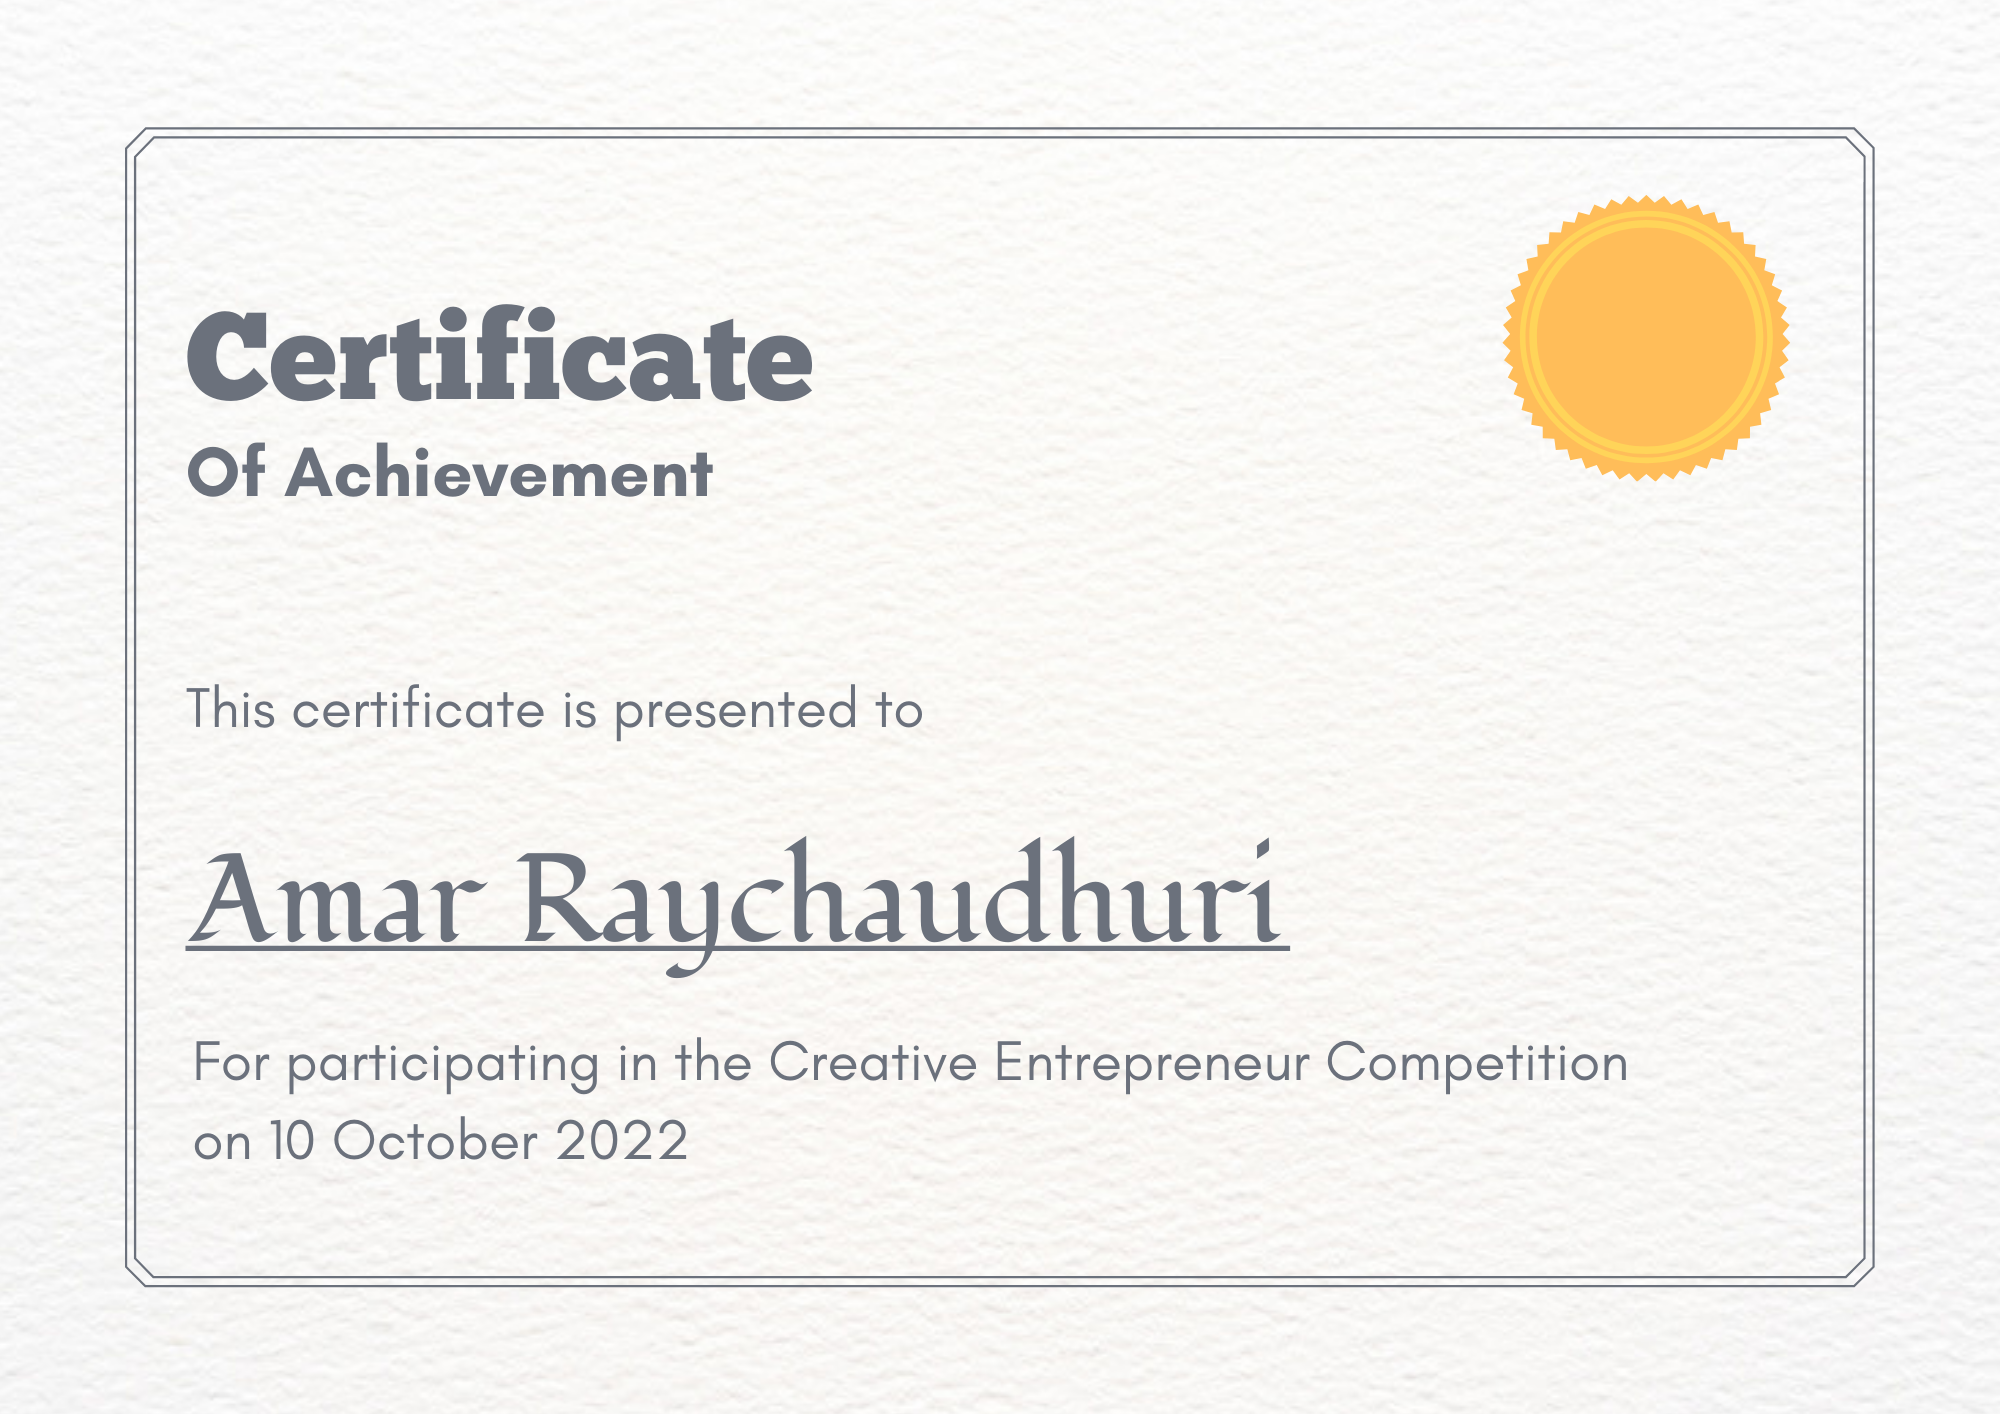 Certificate
Of Achievement
This certificate is presented to
Amar Raychaudhuri
For participating in the Creative Entrepreneur Competition
on 10 October 2022